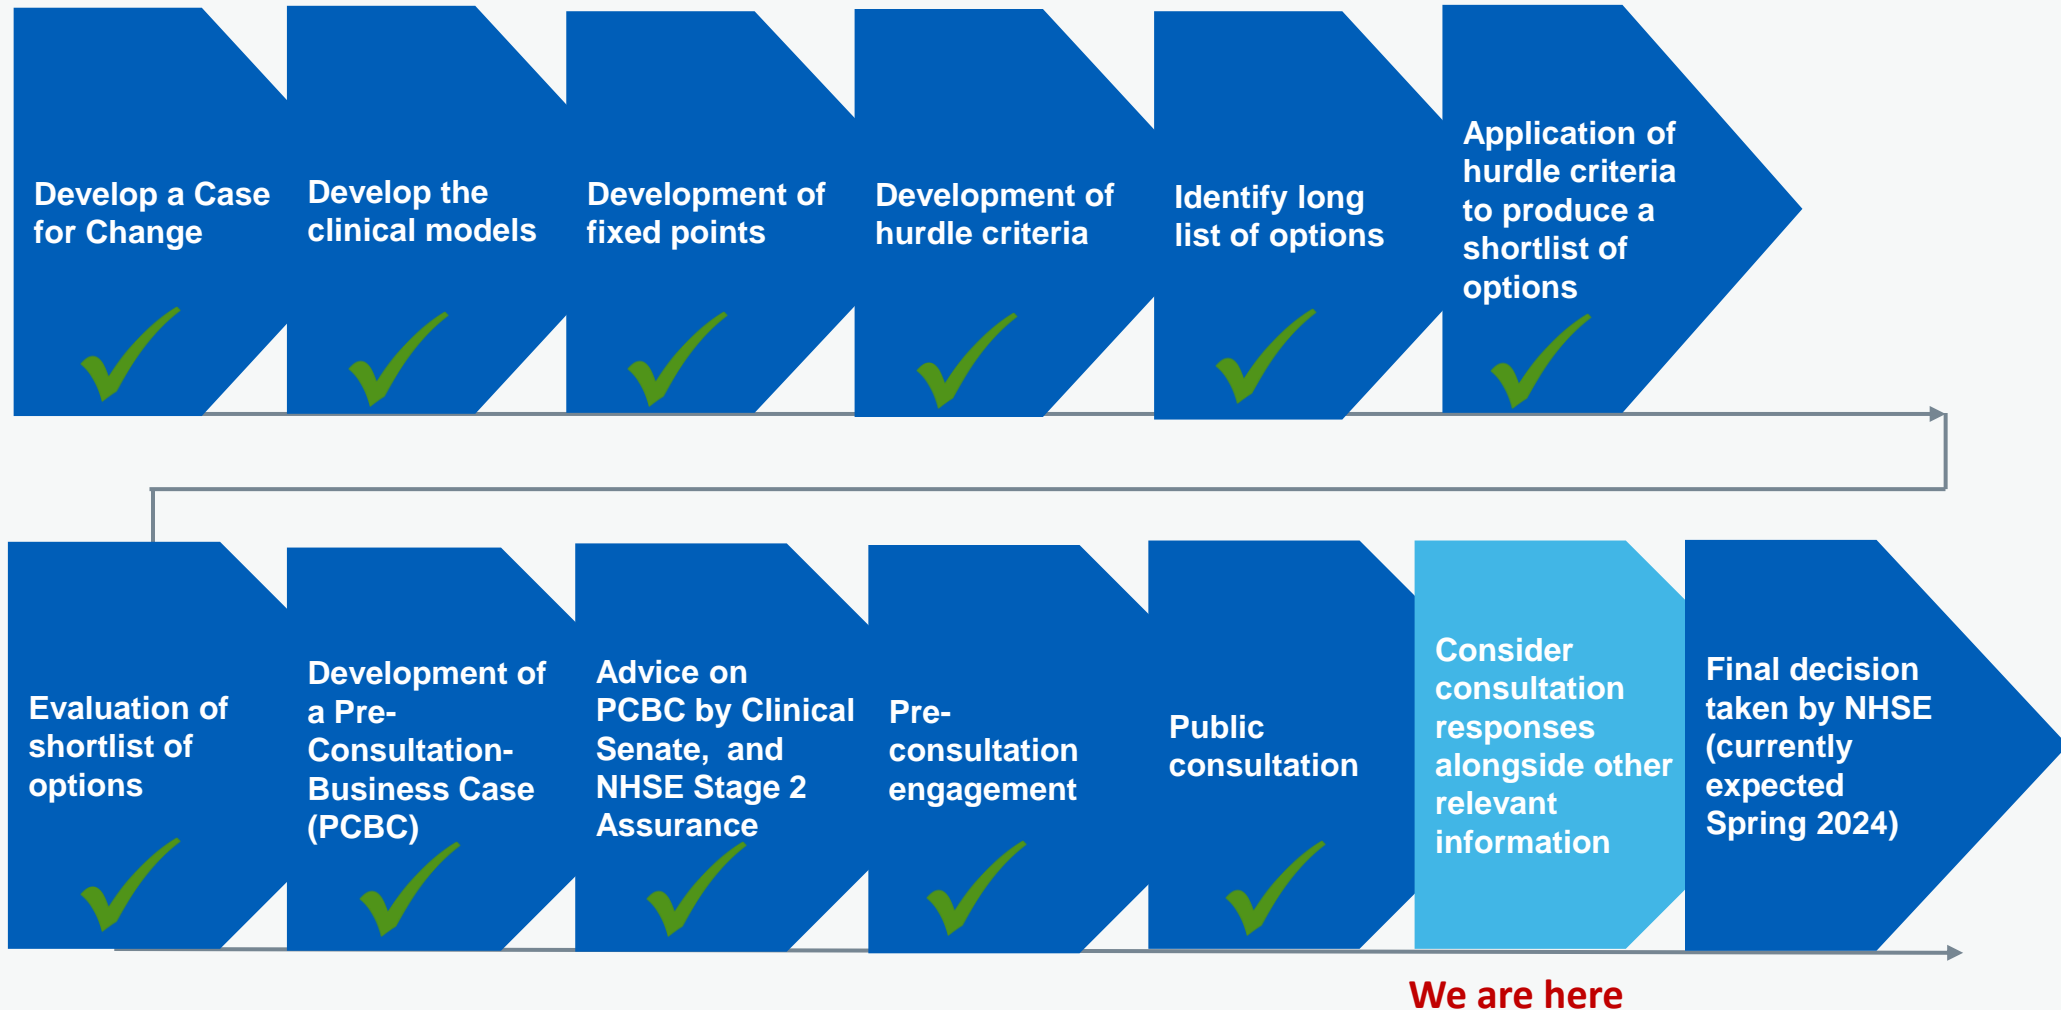 Develop a Case
for Change
Develop the
clinical models
Development of
fixed points
Development of
hurdle criteria
Identify long
list of options
Application of
hurdle criteria
to produce a
shortlist of
options
Evaluation of
shortlist of
options
Development of
a Pre-
Consultation-
Business Case
(PCBC)
Advice on
PCBC by Clinical
Senate, and
NHSE Stage 2
Assurance
Pre-
consultation
engagement
Public
consultation
Consider
consultation
responses
alongside other
relevant
information
Final decision
taken by NHSE
(currently
expected
Spring 2024)
We are here